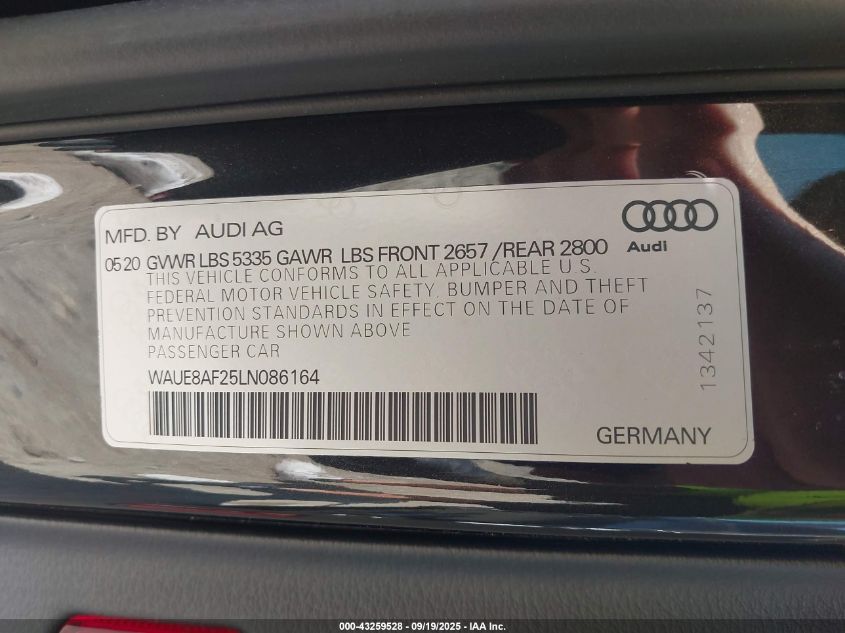 MFD. BY AUDI AG
Audi
05 20 GVWR LBS 5335 GAWR LBS FRONT 2657 /REAR 2800
THIS VEHICLE CONFORMS TO ALL APPLICABLE U.S.
FEDERAL MOTOR VEHICLE SAFETY, BUMPER AND THEFT
PREVENTION STANDARDS IN EFFECT ON THE DATE OF
MANUFACTURE SHOWN ABOVE
PASSENGER CAR
WAUE8AF25LN086164
GERMANY
1342137
000-43259528 - 09/19/2025 - IAA Inc.